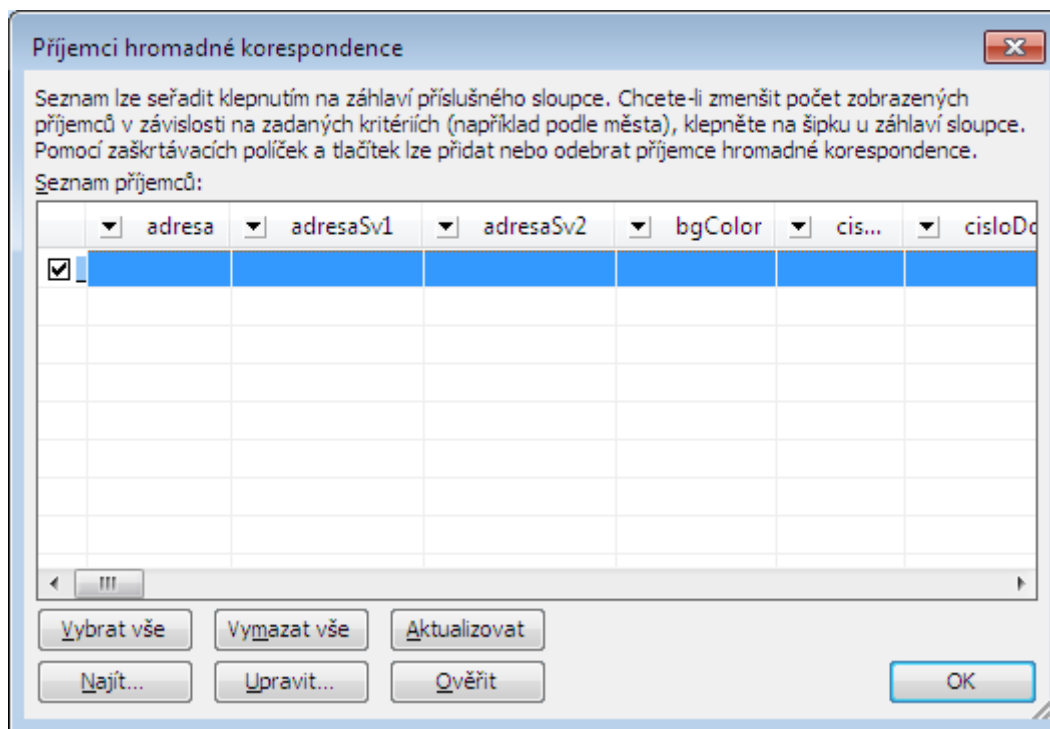 Příjemci hromadné korespondence
Seznam lze seřadit klepnutím na záhlaví příslušného sloupce. Chcete-li zmenšit počet zobrazených
příjemců v závislosti na zadaných kritériích (například podle města), klepněte na šipku u záhlaví sloupce.
Pomocí zaškrtávacích políček a tlačítek lze přidat nebo odebrat příjemce hromadné korespondence.
Seznam příjemců:
adresa adresaSv1 adresaSv2 bgColor cis... cisloDo
Vybrat vše Vymazat vše Aktualizovat
Najít... Upravit... Ověřit OK